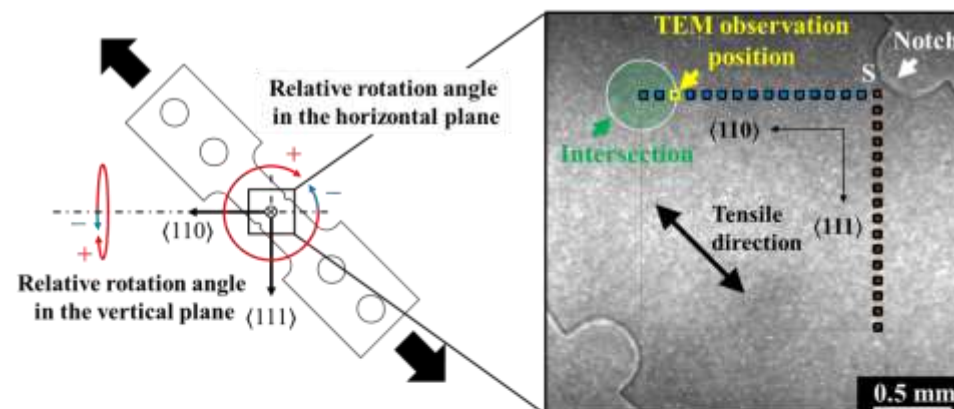 Relative rotation angle
in the horizontal plane
+
−
⟨110⟩
−
+
Relative rotation angle
in the vertical plane
⟨111⟩
TEM observation
position
Notch
S
⟨110⟩
Intersection
⟨111⟩
Tensile
direction
0.5 mm